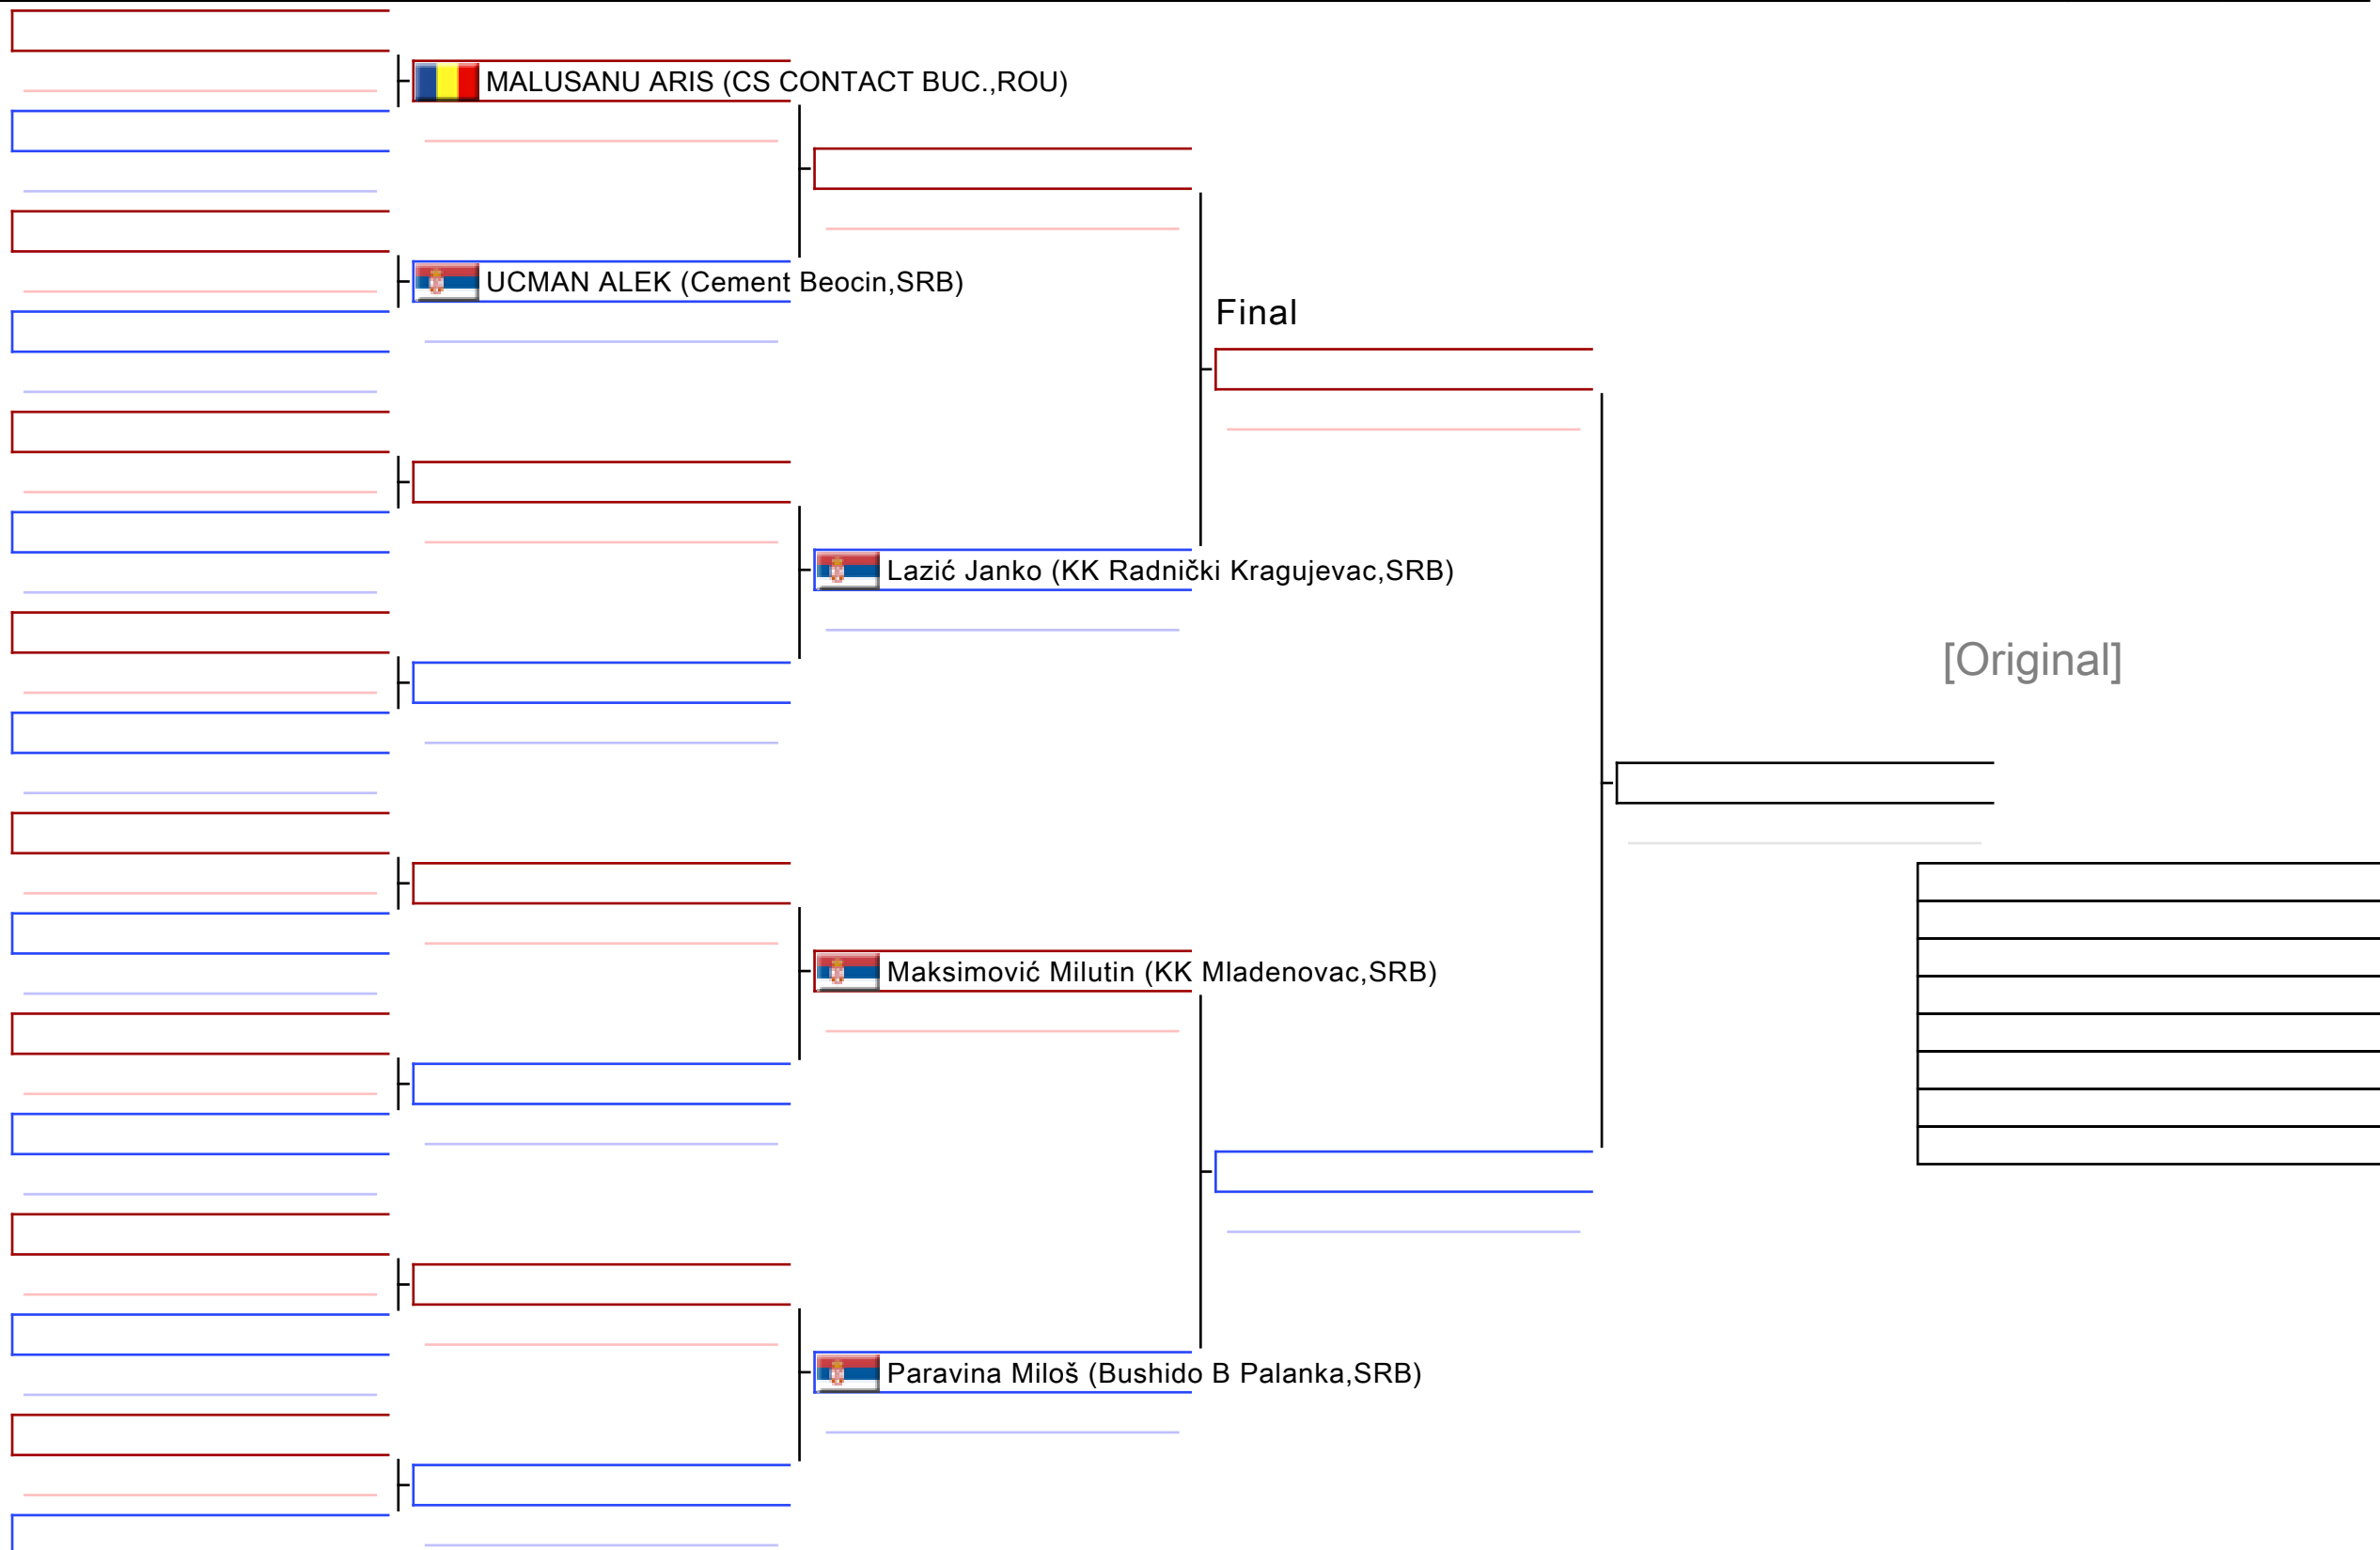 MALUSANU ARIS (CS CONTACT BUC.,ROU)
UCMAN ALEK (Cement Beocin,SRB)
Final
Lazić Janko (KK Radnički Kragujevac,SRB)
[Original]
Maksimović Milutin (KK Mladenovac,SRB)
Paravina Miloš (Bushido B Palanka,SRB)